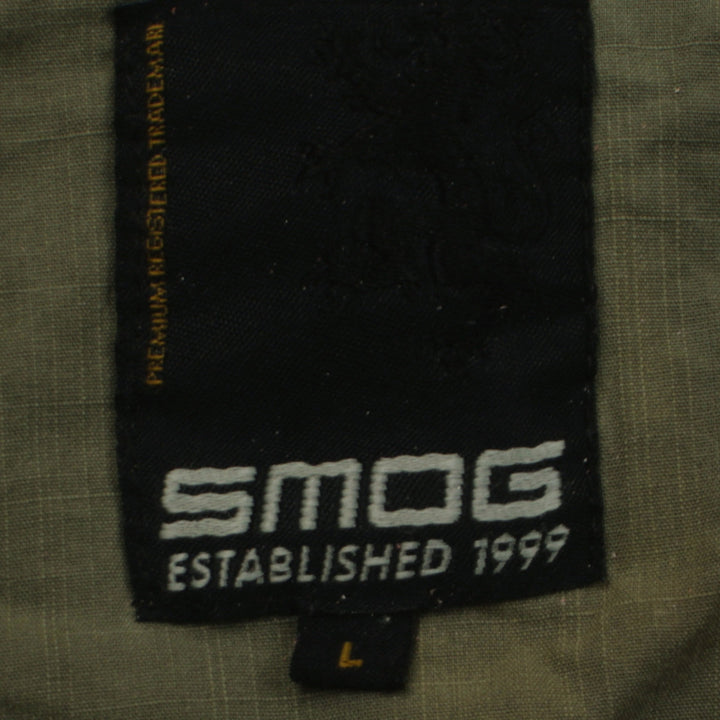 PREMIUM REGISTERED TRADEMARK
SMOG
ESTABLISHED 1999
L